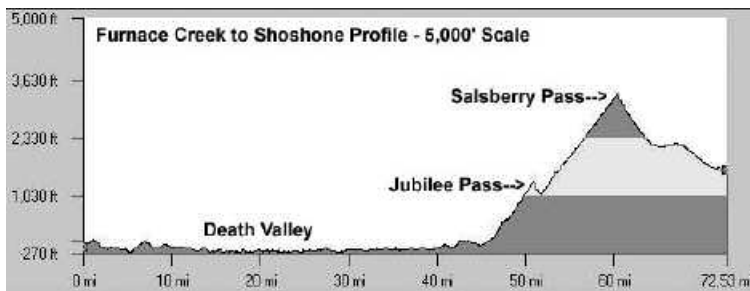 5,000 ft
Furnace Creek to Shoshone Profile - 5,000' Scale
3,630 ft
Salsberry Pass-->
2,330 ft
Jubilee Pass-->
1,030 ft
Death Valley
-270 ft
0 mi 10 mi 20 mi 30 mi 40 mi 50 mi 60 mi 72.53 m